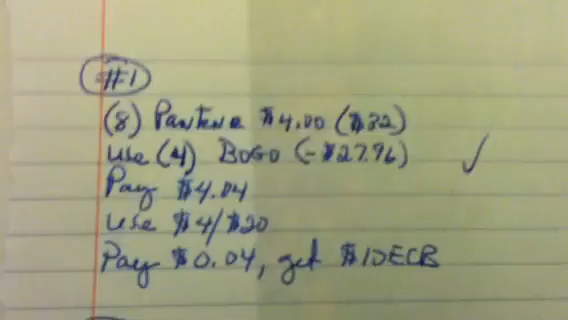 #1
(8) Pantene $4.00 ($32)
use (4) BOGO (-$27.96)
Pay $4.04
use $4/$20
Pay $0.04, get $10ECB